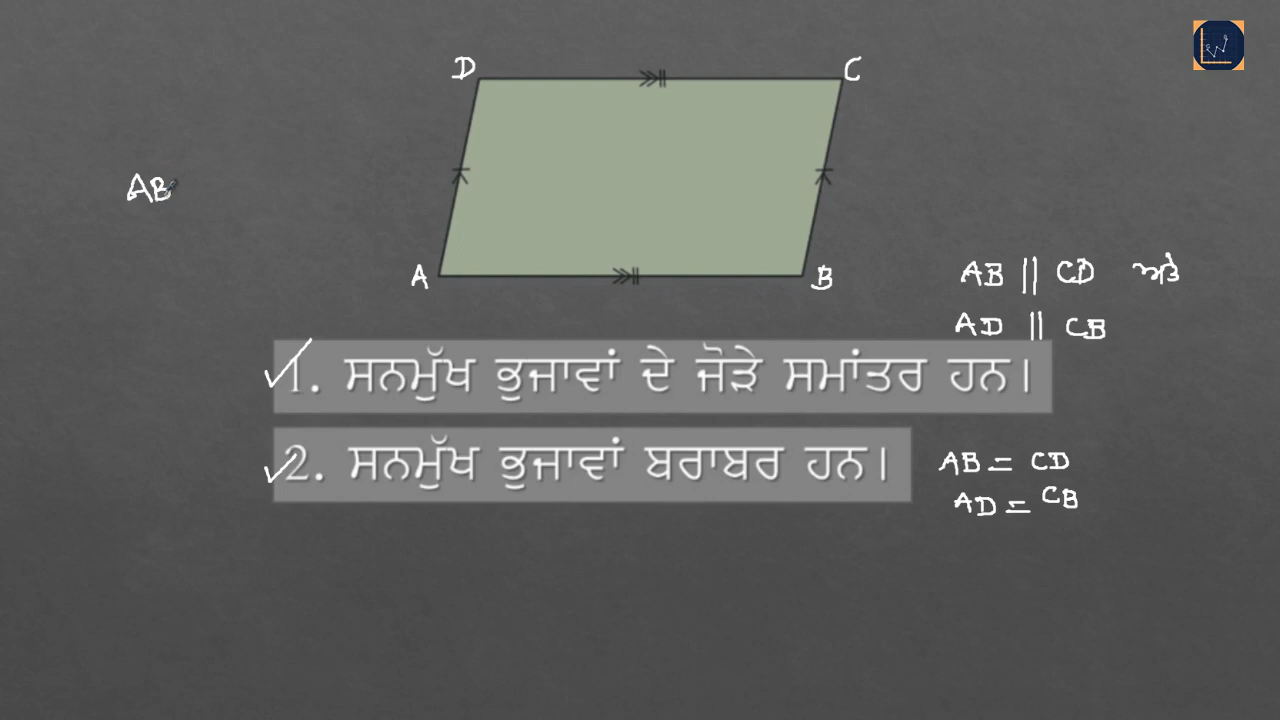 D C
AB
A B
AB || CD ਅਤੇ
AD || CB
1. ਸਨਮੁੱਖ ਭੁਜਾਵਾਂ ਦੇ ਜੋੜੇ ਸਮਾਂਤਰ ਹਨ।
2. ਸਨਮੁੱਖ ਭੁਜਾਵਾਂ ਬਰਾਬਰ ਹਨ।
AB = CD
AD = CB